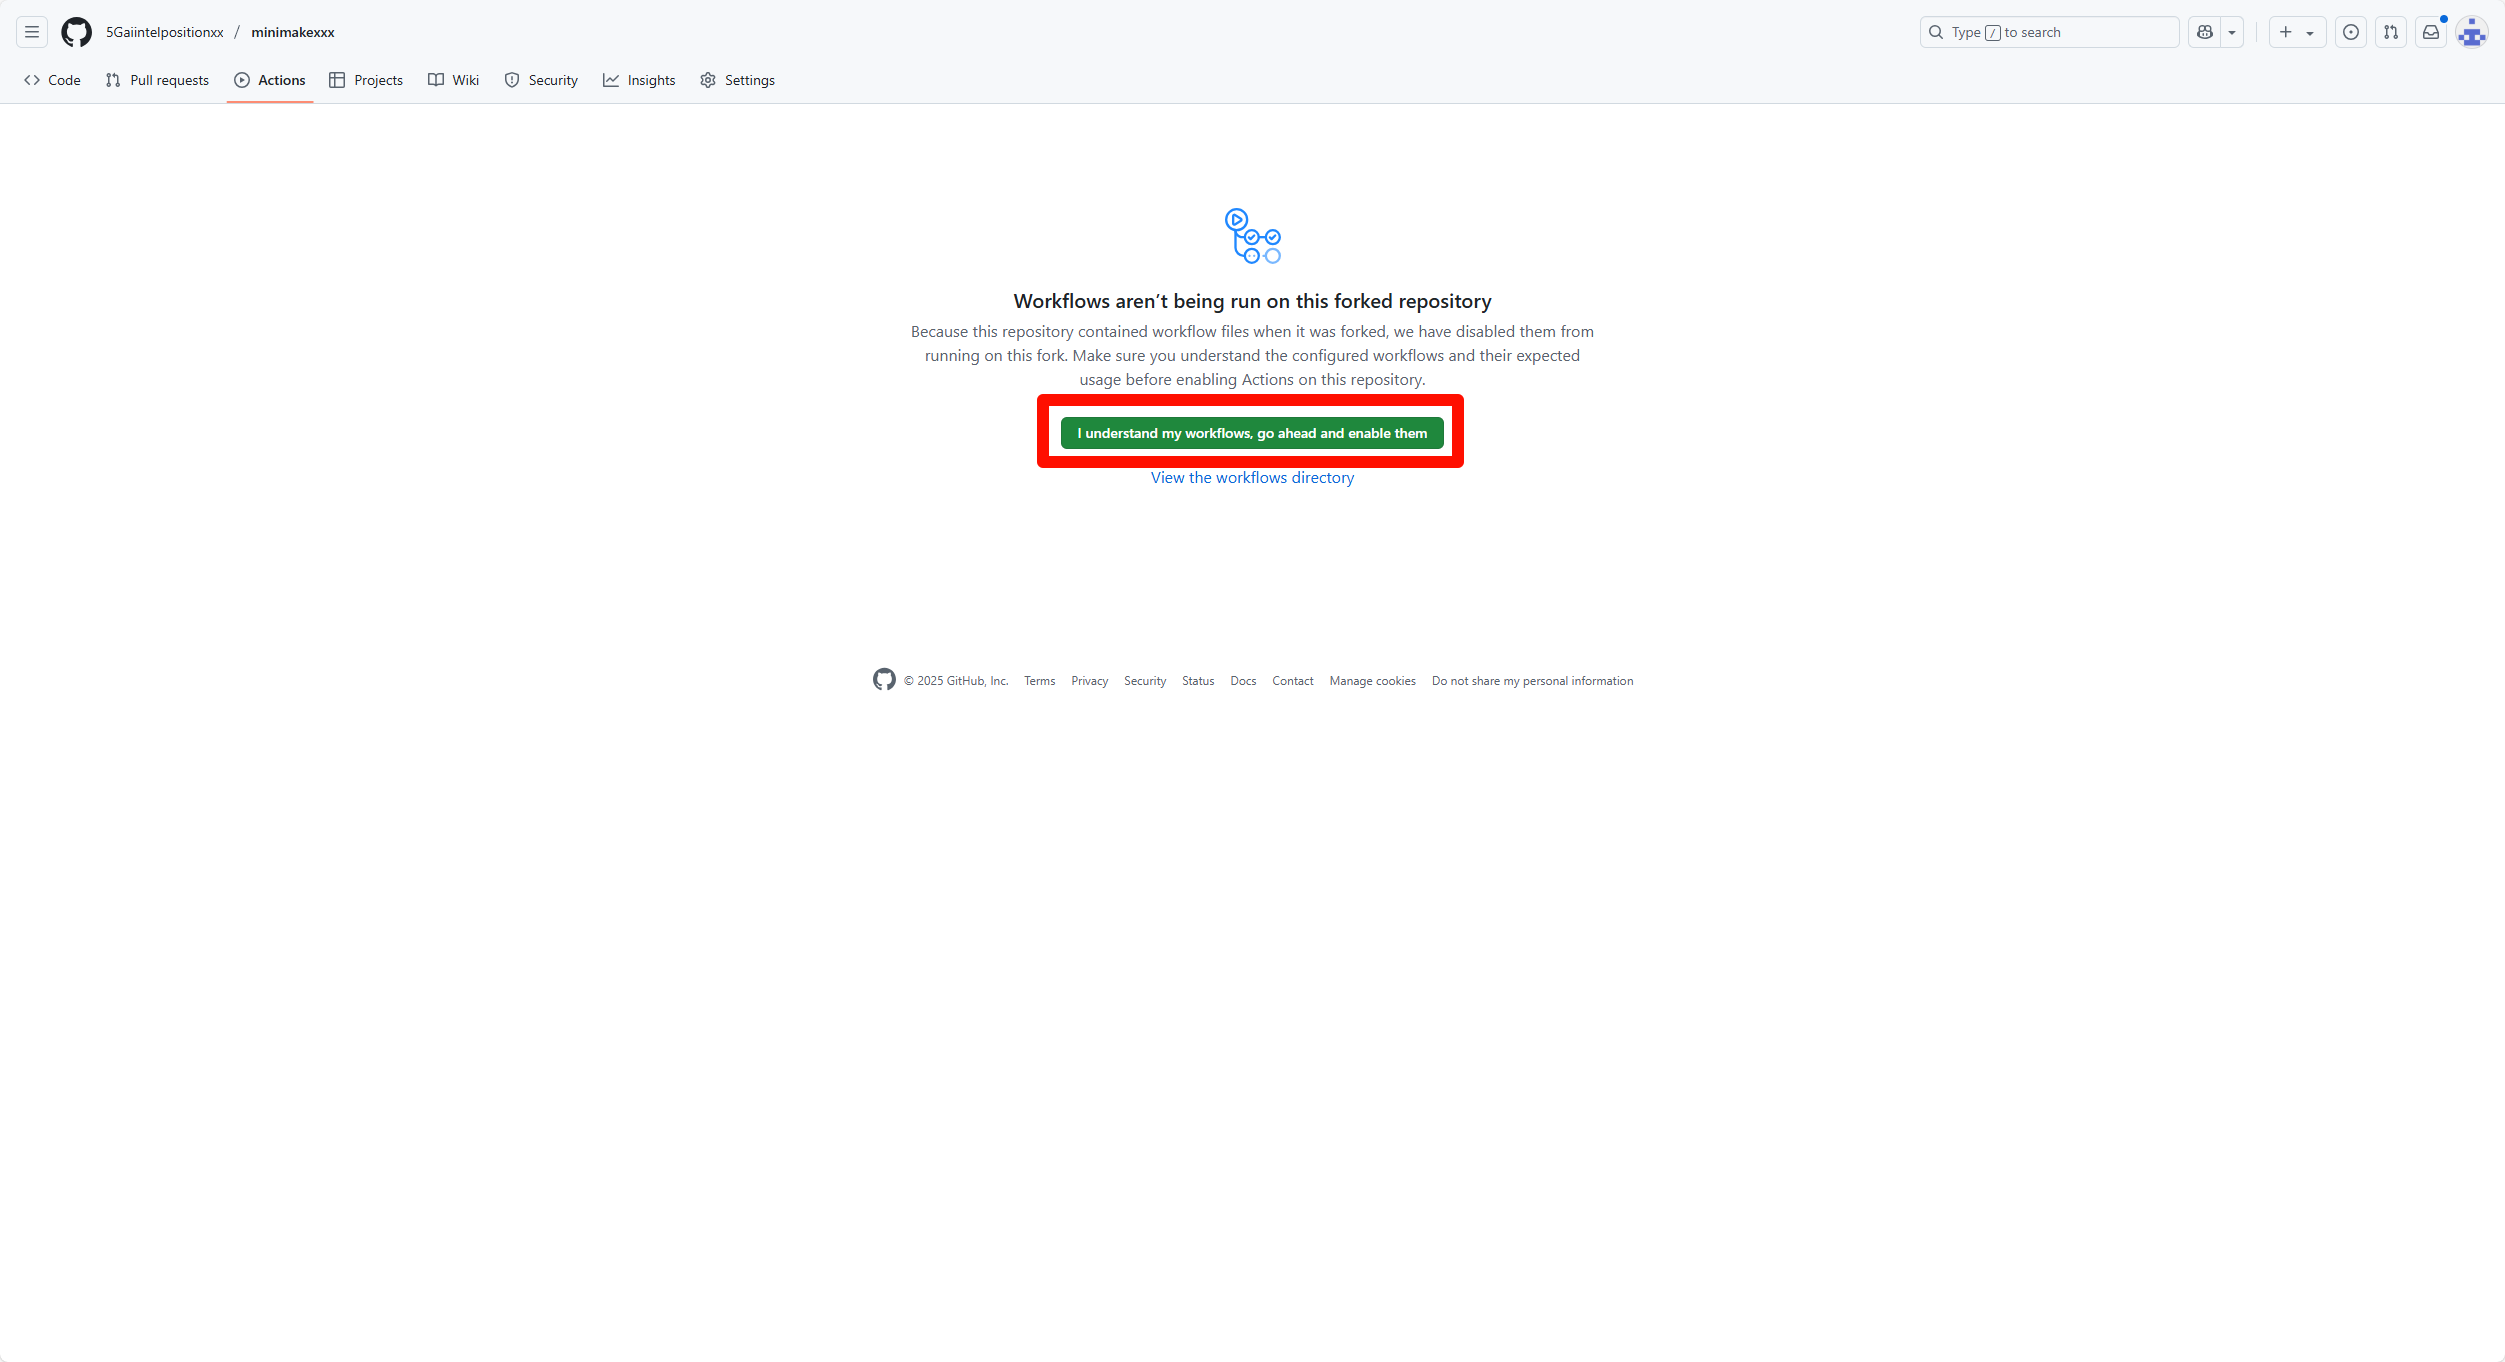 5Gaiintelpositionxx / minimakexxx
Type / to search
Code Pull requests Actions Projects Wiki Security Insights Settings
Workflows aren’t being run on this forked repository
Because this repository contained workflow files when it was forked, we have disabled them from
running on this fork. Make sure you understand the configured workflows and their expected
usage before enabling Actions on this repository.
I understand my workflows, go ahead and enable them
View the workflows directory
© 2025 GitHub, Inc. Terms Privacy Security Status Docs Contact Manage cookies Do not share my personal information